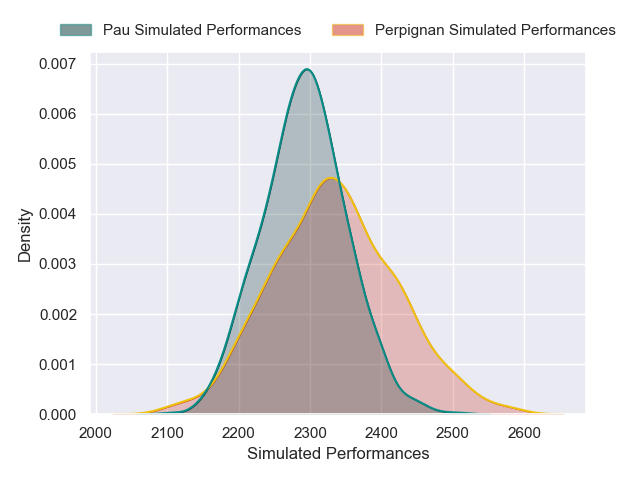 Pau Simulated Performances Perpignan Simulated Performances
0.007
0.006
0.005
0.004
0.003
0.002
0.001
0.000
Density
2000 2100 2200 2300 2400 2500 2600
Simulated Performances